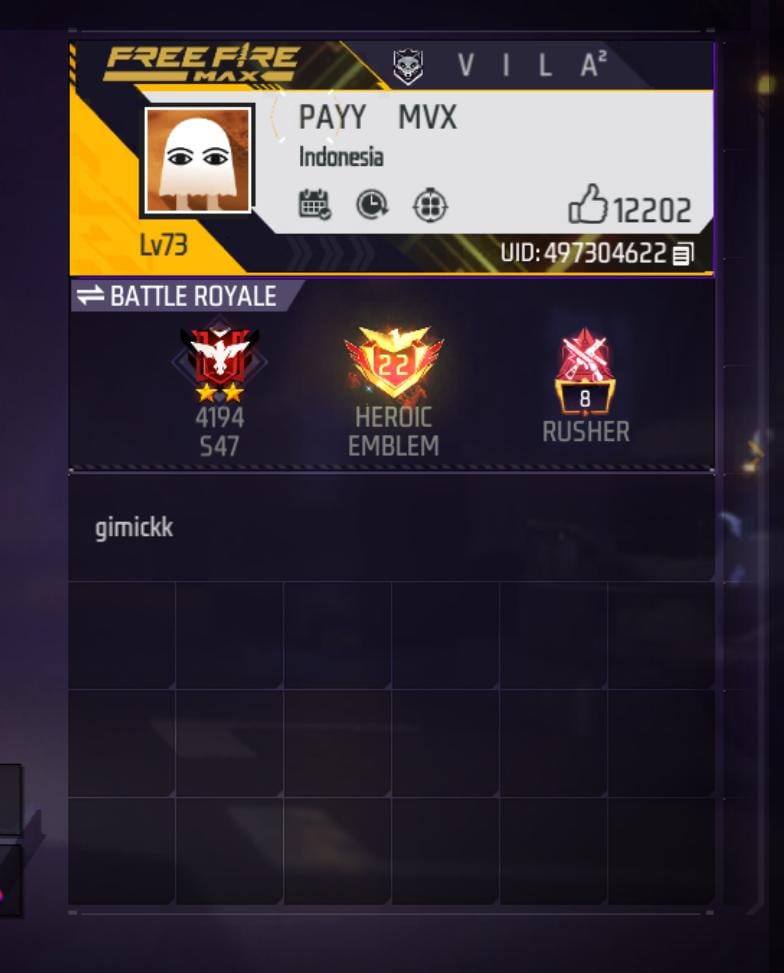 FREE FIRE
MAX
V I L A²
PAYY MVX
Indonesia
12202
Lv73
UID: 497304622
⇌ BATTLE ROYALE
22
8
4194
S47
HEROIC
EMBLEM
RUSHER
gimickk